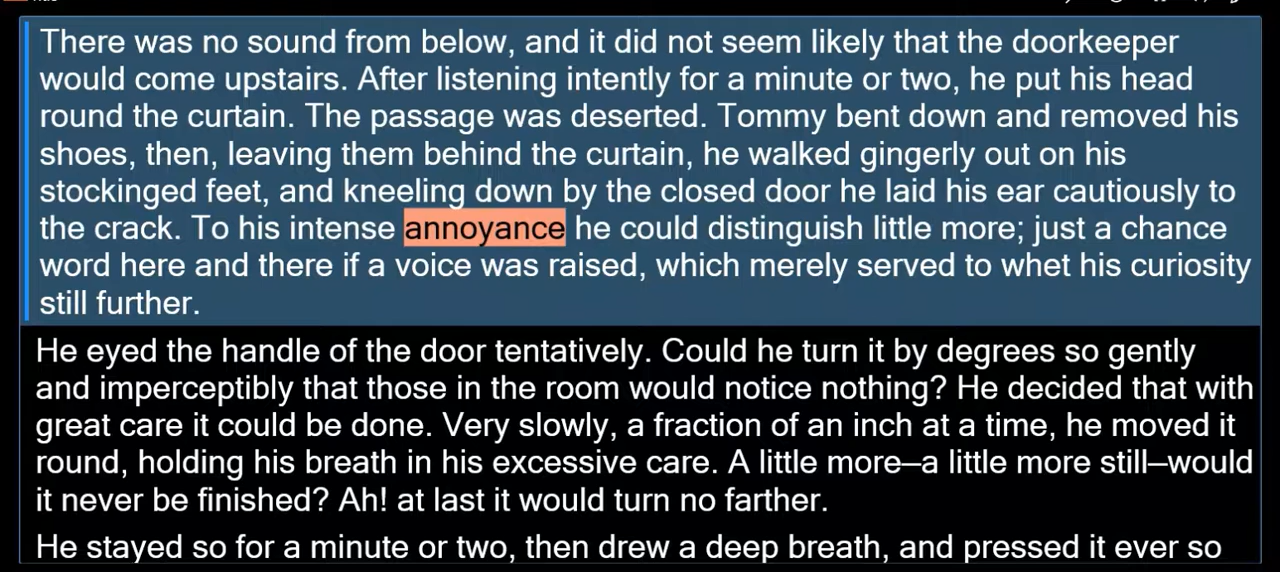 There was no sound from below, and it did not seem likely that the doorkeeper
would come upstairs. After listening intently for a minute or two, he put his head
round the curtain. The passage was deserted. Tommy bent down and removed his
shoes, then, leaving them behind the curtain, he walked gingerly out on his
stockinged feet, and kneeling down by the closed door he laid his ear cautiously to
the crack. To his intense annoyance he could distinguish little more; just a chance
word here and there if a voice was raised, which merely served to whet his curiosity
still further.
He eyed the handle of the door tentatively. Could he turn it by degrees so gently
and imperceptibly that those in the room would notice nothing? He decided that with
great care it could be done. Very slowly, a fraction of an inch at a time, he moved it
round, holding his breath in his excessive care. A little more—a little more still—would
it never be finished? Ah! at last it would turn no farther.
He stayed so for a minute or two, then drew a deep breath, and pressed it ever so